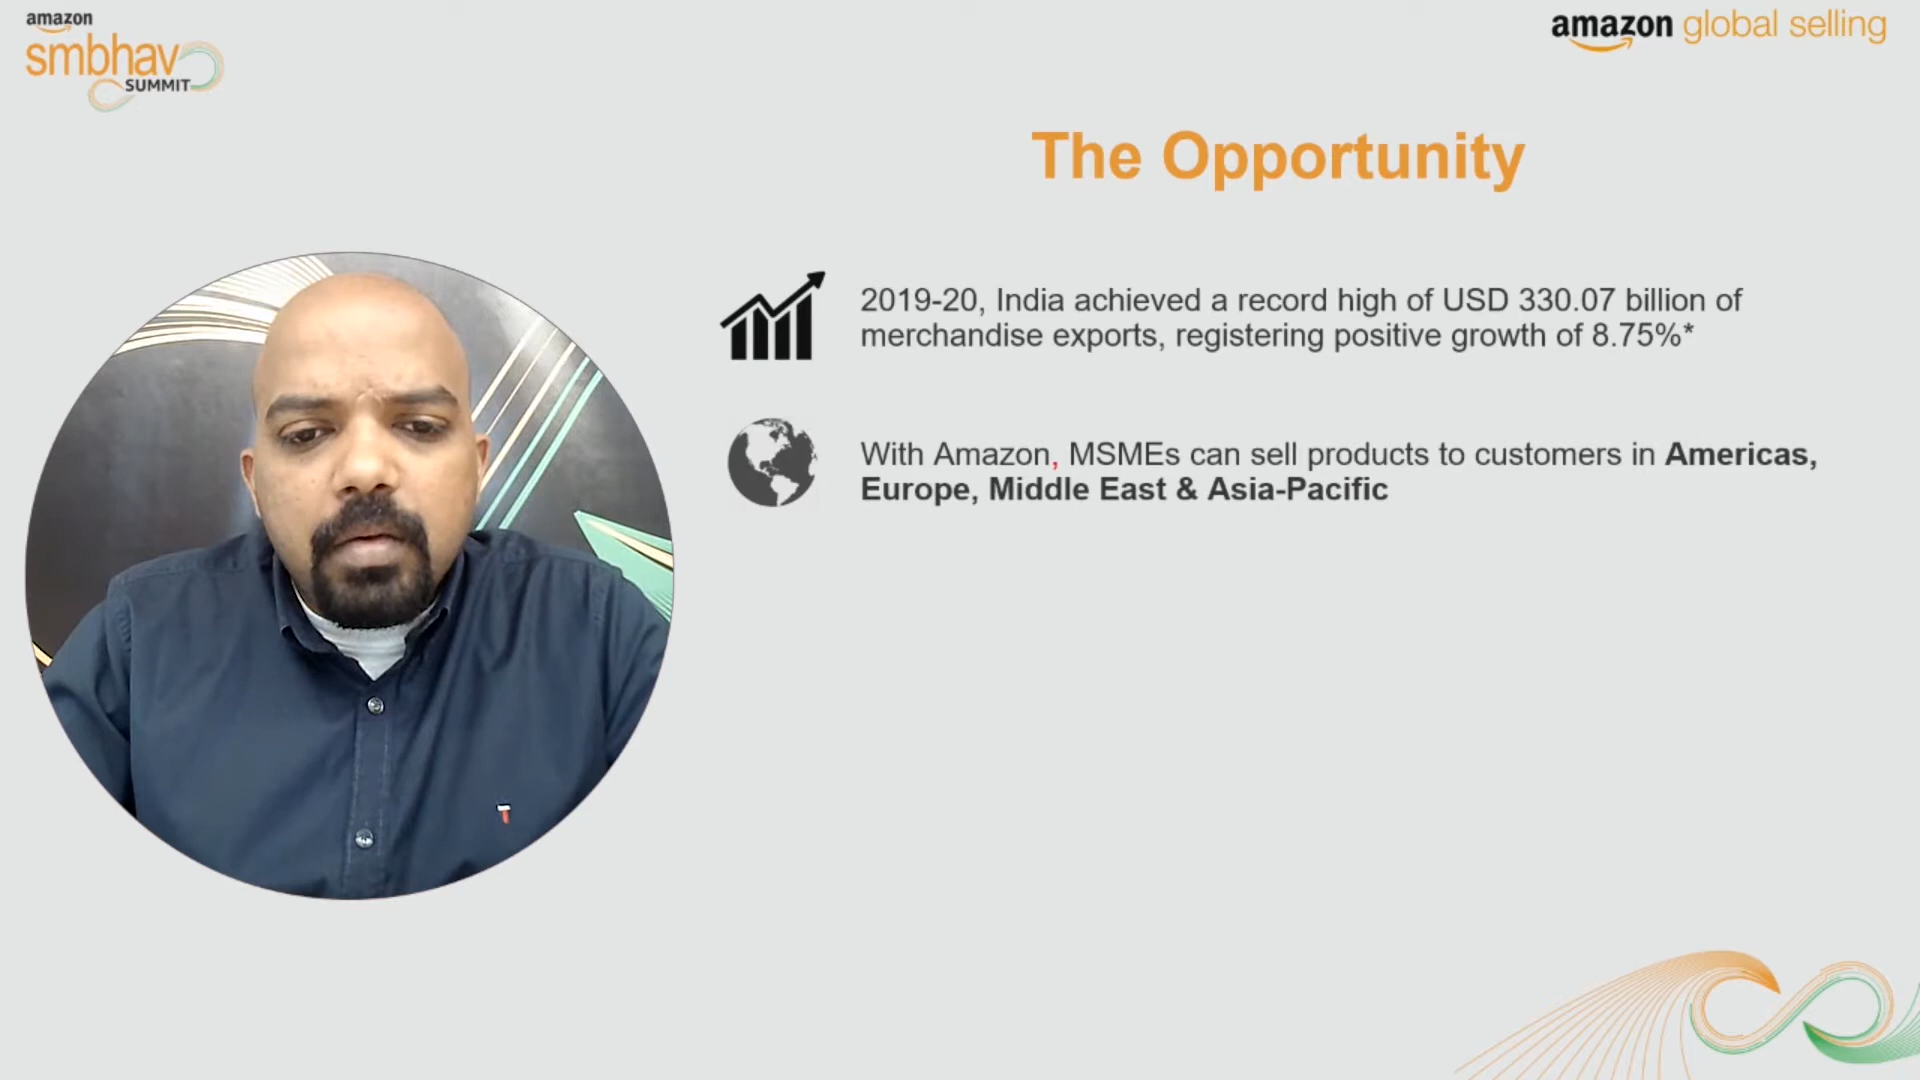 amazon
smbhav
SUMMIT
amazon global selling
The Opportunity
2019-20, India achieved a record high of USD 330.07 billion of
merchandise exports, registering positive growth of 8.75%*
With Amazon, MSMEs can sell products to customers in Americas,
Europe, Middle East & Asia-Pacific